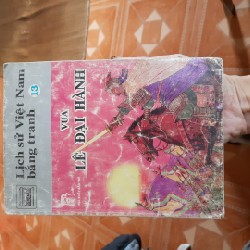 Lịch sử Việt Nam
bằng tranh 13
VUA
LÊ ĐẠI HÀNH